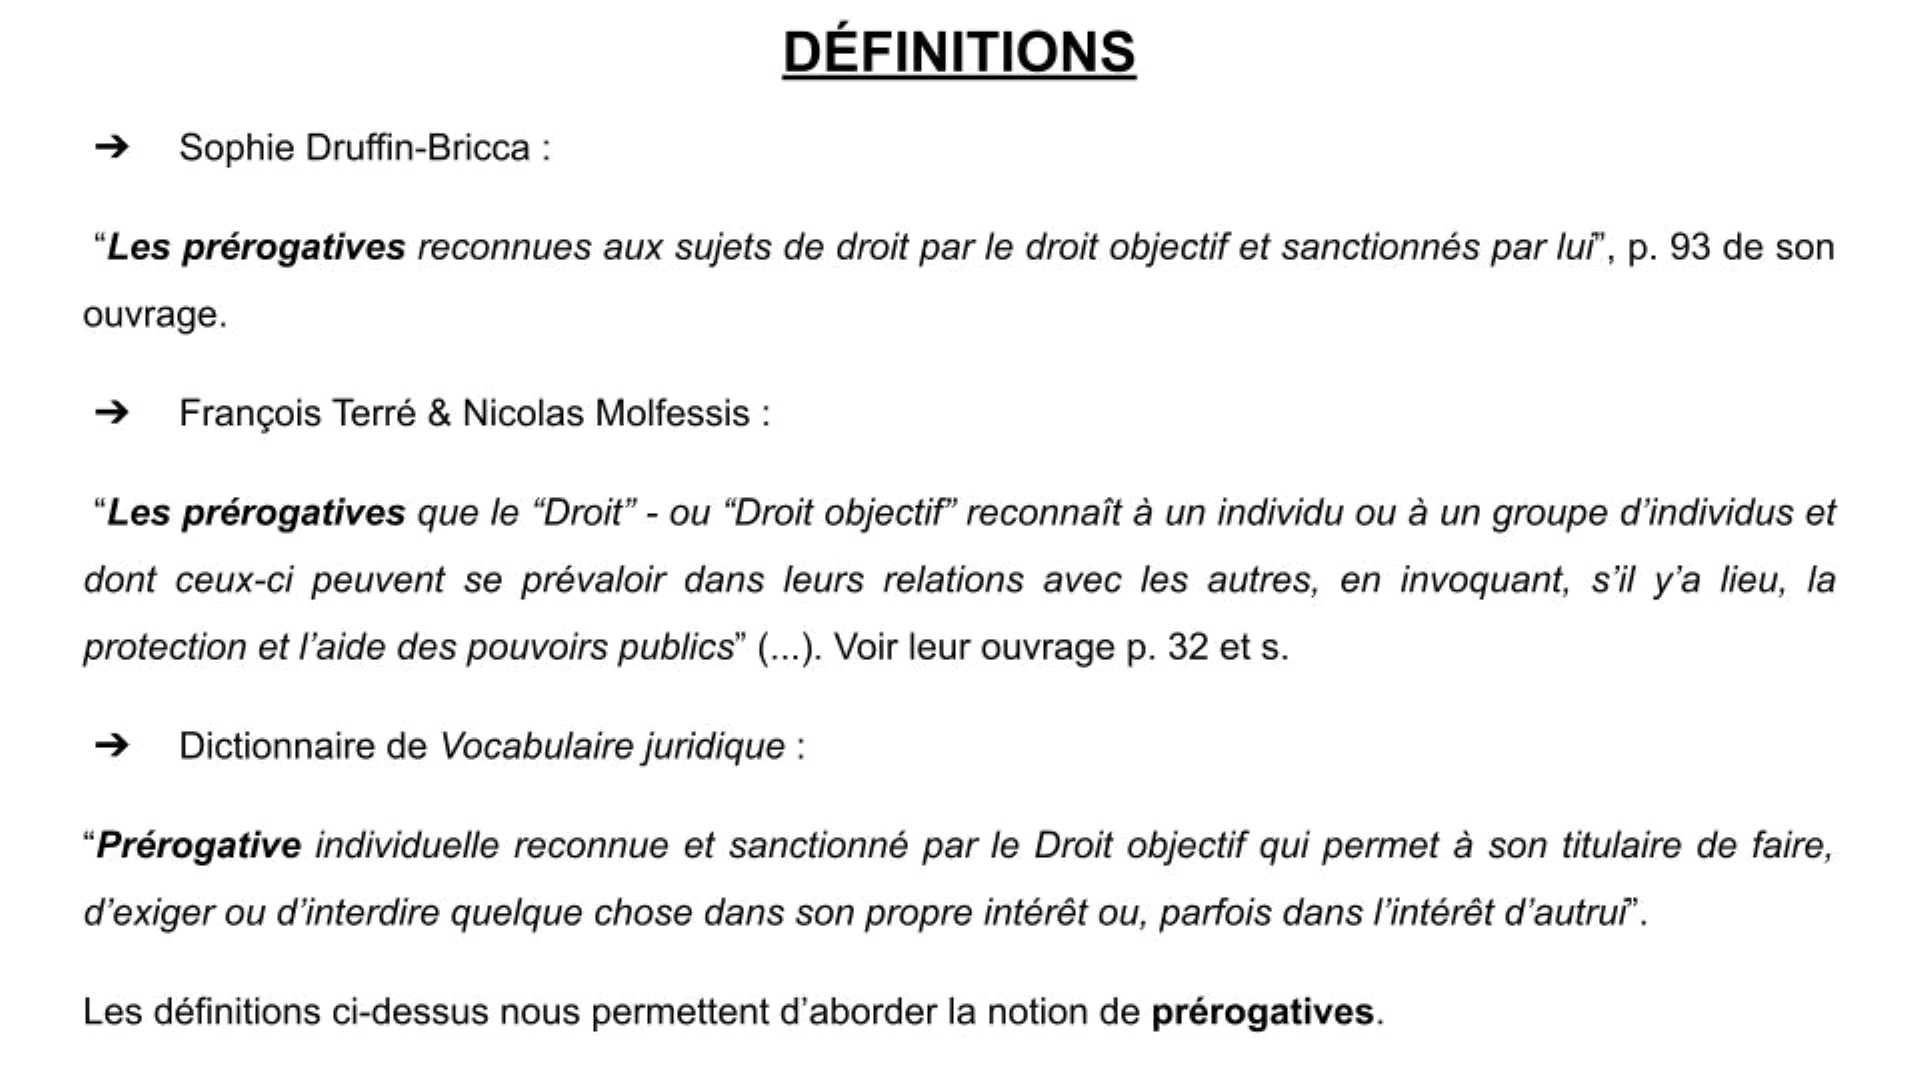 DÉFINITIONS
➔ Sophie Druffin-Bricca :
“Les prérogatives reconnues aux sujets de droit par le droit objectif et sanctionnés par lui”, p. 93 de son
ouvrage.
➔ François Terré & Nicolas Molfessis :
“Les prérogatives que le “Droit” - ou “Droit objectif” reconnaît à un individu ou à un groupe d’individus et
dont ceux-ci peuvent se prévaloir dans leurs relations avec les autres, en invoquant, s’il y’a lieu, la
protection et l’aide des pouvoirs publics” (...). Voir leur ouvrage p. 32 et s.
➔ Dictionnaire de Vocabulaire juridique :
“Prérogative individuelle reconnue et sanctionné par le Droit objectif qui permet à son titulaire de faire,
d’exiger ou d’interdire quelque chose dans son propre intérêt ou, parfois dans l’intérêt d’autrui”.
Les définitions ci-dessus nous permettent d’aborder la notion de prérogatives.